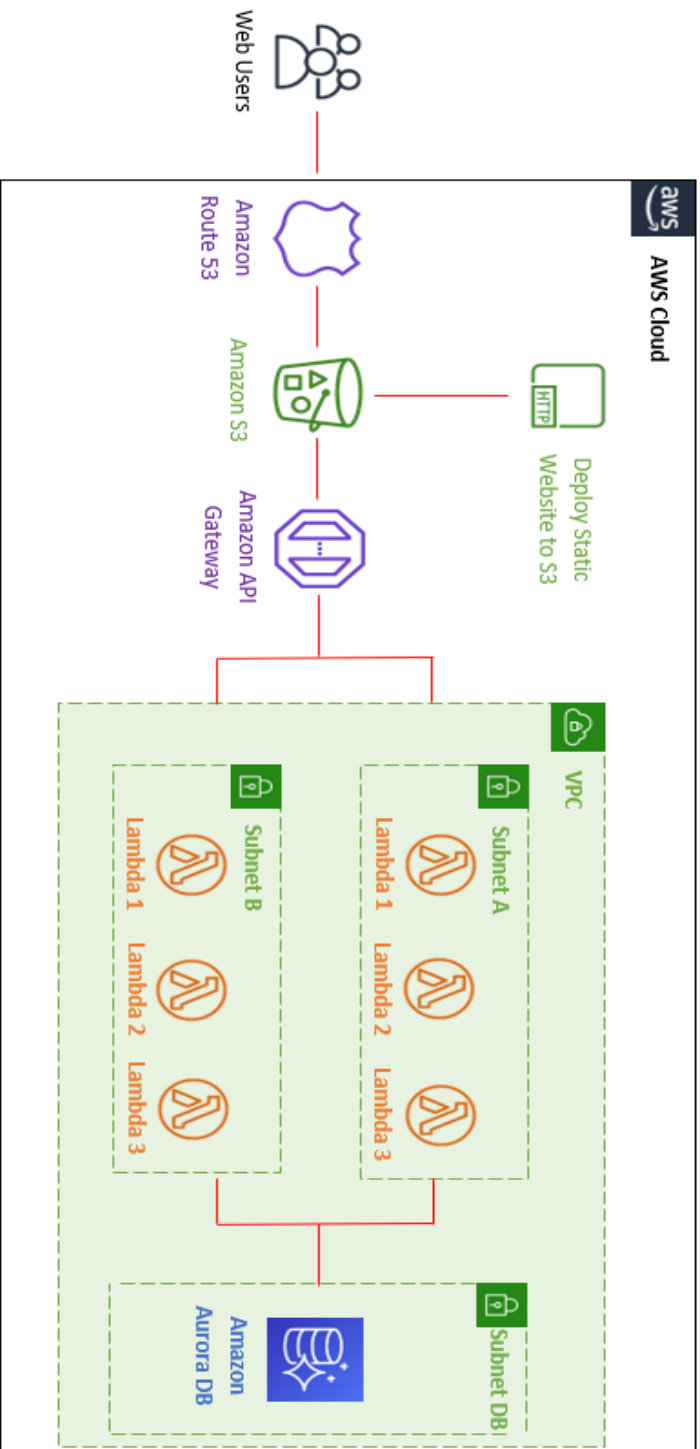 aws
AWS Cloud
Web Users
Amazon
Route 53
Amazon S3
Deploy Static
Website to S3
HTTP
Amazon API
Gateway
VPC
Subnet A
Lambda 1
Lambda 2
Lambda 3
Subnet B
Lambda 1
Lambda 2
Lambda 3
Subnet DB
Amazon
Aurora DB